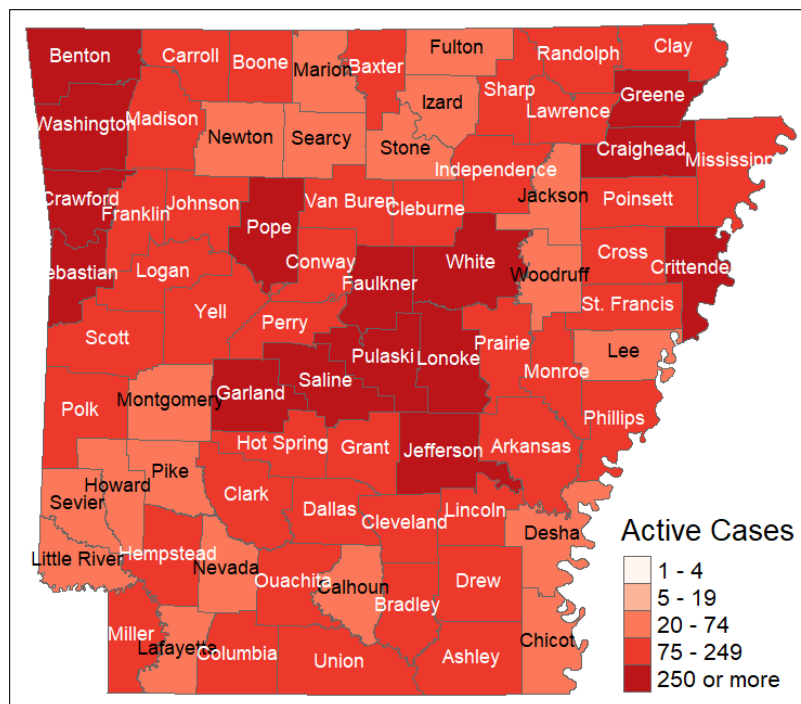 Benton
Carroll
Boone
Marion
Baxter
Fulton
Randolph
Clay
Washington
Madison
Newton
Searcy
Stone
Izard
Sharp
Lawrence
Greene
Craighead
Mississipp
Independence
Jackson
Poinsett
Crawford
Franklin
Johnson
Pope
Van Buren
Cleburne
White
Woodruff
Cross
Crittende
ebastian
Logan
Conway
Faulkner
St. Francis
Scott
Yell
Perry
Pulaski
Lonoke
Prairie
Monroe
Lee
Polk
Montgomery
Garland
Saline
Phillips
Hot Spring
Grant
Jefferson
Arkansas
Sevier
Howard
Pike
Clark
Dallas
Cleveland
Lincoln
Desha
Little River
Hempstead
Nevada
Ouachita
Calhoun
Bradley
Drew
Chicot
Miller
Lafayette
Columbia
Union
Ashley
Active Cases
1 - 4
5 - 19
20 - 74
75 - 249
250 or more